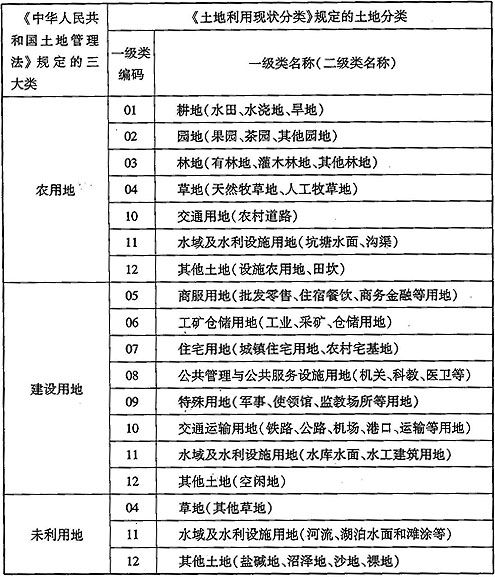 《中华人民共和国土地管理法》规定的三大类
《土地利用现状分类》规定的土地分类
一级类编码
一级类名称(二级类名称)
农用地
01 耕地(水田、水浇地、旱地)
02 园地(果园、茶园、其他园地)
03 林地(有林地、灌木林地、其他林地)
04 草地(天然牧草地、人工牧草地)
10 交通用地(农村道路)
11 水域及水利设施用地(坑塘水面、沟渠)
12 其他土地(设施农用地、田坎)
建设用地
05 商服用地(批发零售、住宿餐饮、商务金融等用地)
06 工矿仓储用地(工业、采矿、仓储用地)
07 住宅用地(城镇住宅用地、农村宅基地)
08 公共管理与公共服务设施用地(机关、科教、医卫等)
09 特殊用地(军事、使领馆、监教场所等用地)
10 交通运输用地(铁路、公路、机场、港口、运输等用地)
11 水域及水利设施用地(水库水面、水工建筑用地)
12 其他土地(空闲地)
未利用地
04 草地(其他草地)
11 水域及水利设施用地(河流、湖泊水面和滩涂等)
12 其他土地(盐碱地、沼泽地、沙地、裸地)